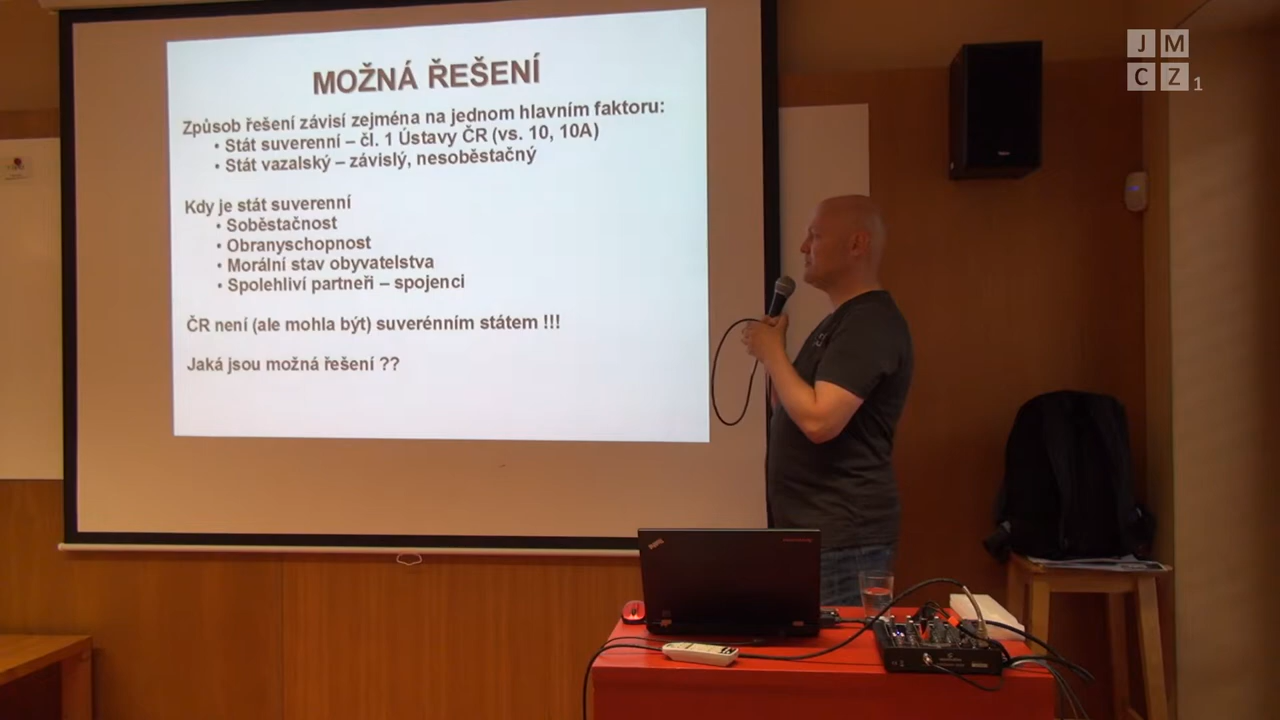 MOŽNÁ ŘEŠENÍ
Způsob řešení závisí zejména na jednom hlavním faktoru:
• Stát suverenní – čl. 1 Ústavy ČR (vs. 10, 10A)
• Stát vazalský – závislý, nesoběstačný
Kdy je stát suverenní
• Soběstačnost
• Obranyschopnost
• Morální stav obyvatelstva
• Spolehliví partneři – spojenci
ČR není (ale mohla být) suverénním státem !!!
Jaká jsou možná řešení ??
J M
C Z 1